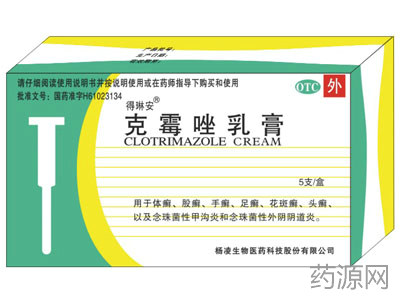 产品批号：
生产日期：
有效期至：
请仔细阅读使用说明书并按说明使用或在药师指导下购买和使用
批准文号：国药准字H61023134
OTC 外
得琳安®
克霉唑乳膏
CLOTRIMAZOLE CREAM
5支/盒
用于体癣、股癣、手癣、足癣、花斑癣、头癣、
以及念珠菌性甲沟炎和念珠菌性外阴阴道炎。
杨凌生物医药科技股份有限公司
药源网